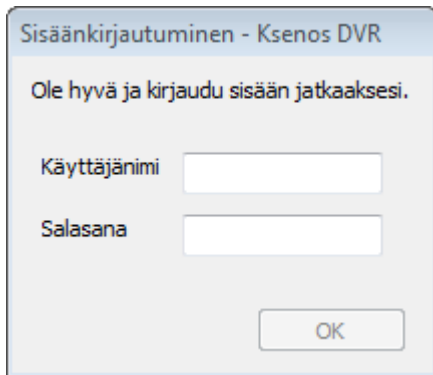 Sisäänkirjautuminen - Ksenos DVR
Ole hyvä ja kirjaudu sisään jatkaaksesi.
Käyttäjänimi
Salasana
OK